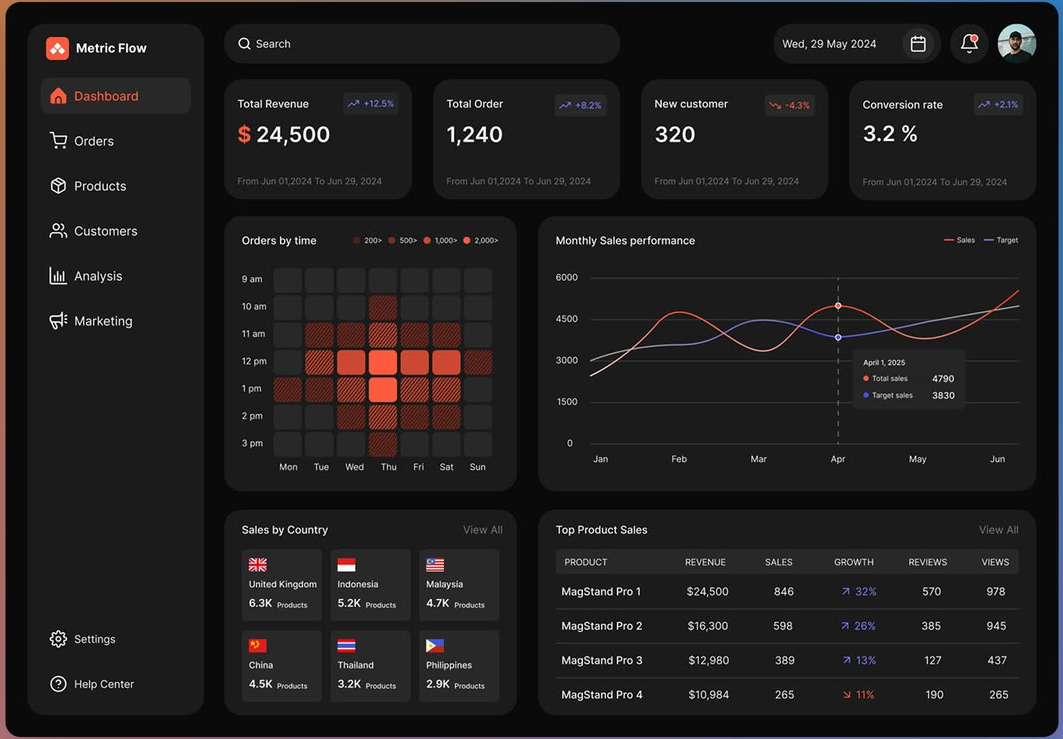 Metric Flow
Search
Wed, 29 May 2024
Dashboard
Orders
Products
Customers
Analysis
Marketing
Settings
Help Center
Total Revenue
+12.5%
$ 24,500
From Jun 01,2024 To Jun 29, 2024
Total Order
+8.2%
1,240
From Jun 01,2024 To Jun 29, 2024
New customer
-4.3%
320
From Jun 01,2024 To Jun 29, 2024
Conversion rate
+2.1%
3.2 %
From Jun 01,2024 To Jun 29, 2024
Orders by time
200> 500> 1,000> 2,000>
9 am
10 am
11 am
12 pm
1 pm
2 pm
3 pm
Mon Tue Wed Thu Fri Sat Sun
Monthly Sales performance
Sales Target
6000
4500
3000
1500
0
April 1, 2025
Total sales 4790
Target sales 3830
Jan Feb Mar Apr May Jun
Sales by Country
View All
United Kingdom
6.3K Products
Indonesia
5.2K Products
Malaysia
4.7K Products
China
4.5K Products
Thailand
3.2K Products
Philippines
2.9K Products
Top Product Sales
View All
PRODUCT REVENUE SALES GROWTH REVIEWS VIEWS
MagStand Pro 1 $24,500 846 32% 570 978
MagStand Pro 2 $16,300 598 26% 385 945
MagStand Pro 3 $12,980 389 13% 127 437
MagStand Pro 4 $10,984 265 11% 190 265